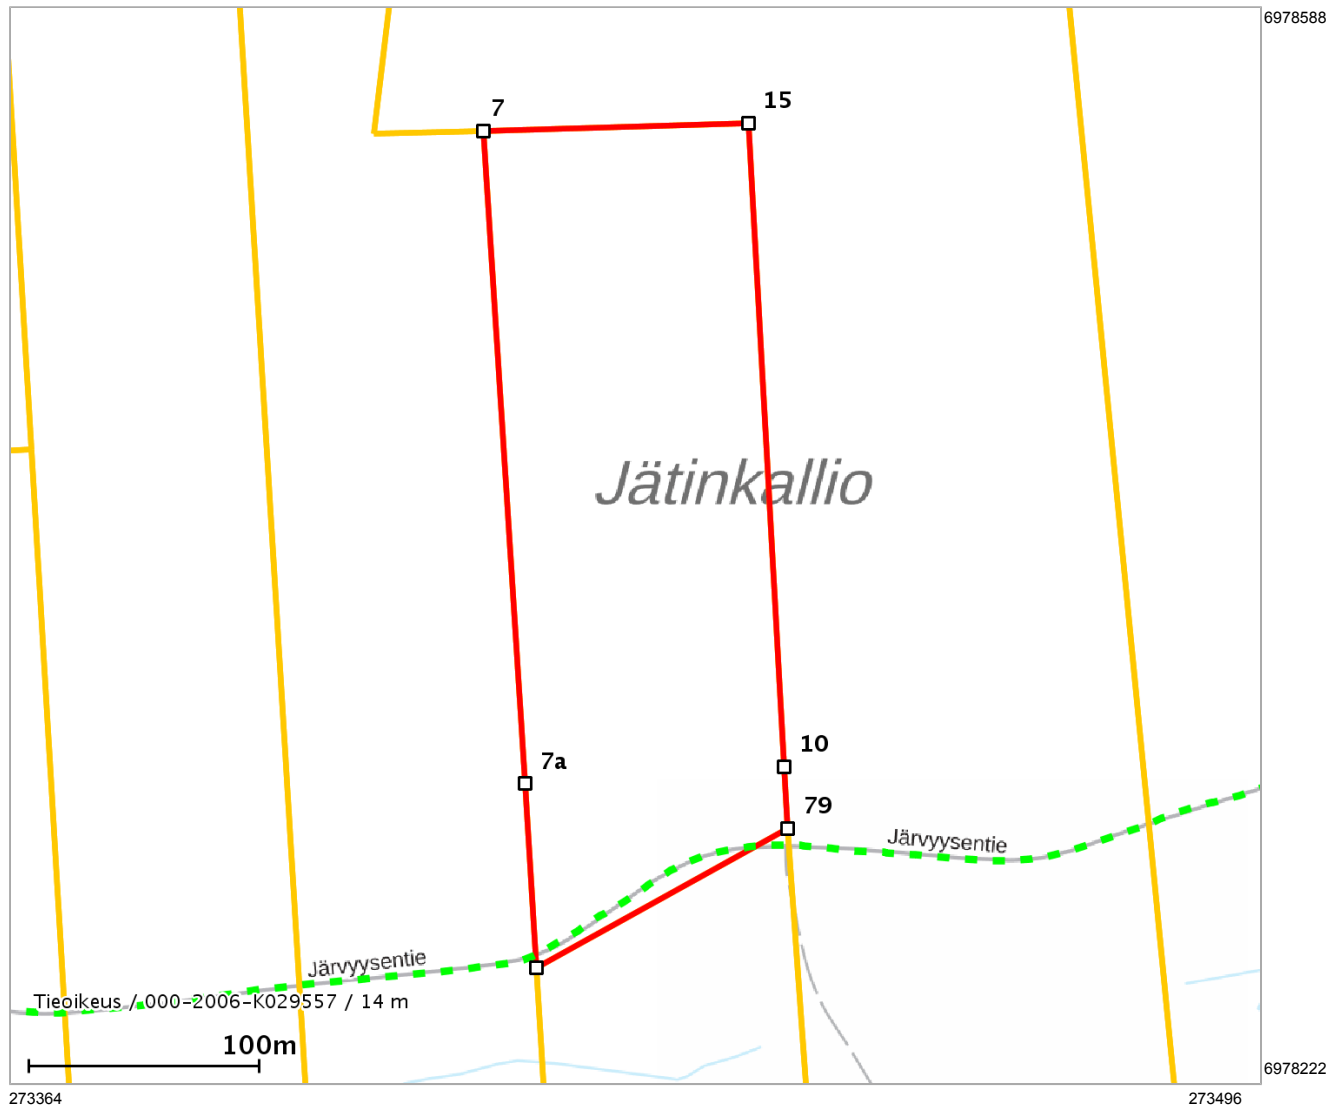 6978588
7
15
Jätinkallio
7a
10
79
Järvyysentie
Järvyysentie
Tieoikeus / 000-2006-K029557 / 14 m
100m
6978222
273364
273496